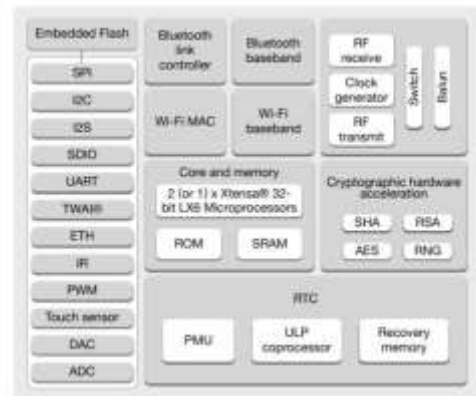 Embedded Flash
SPI
I2C
I2S
SDIO
UART
TWAI®
ETH
IR
PWM
Touch sensor
DAC
ADC
Bluetooth
link
controller
Bluetooth
baseband
Wi-Fi MAC
Wi-Fi
baseband
RF
receive
Clock
generator
RF
transmit
Switch
Balun
Core and memory
2 (or 1) x Xtensa® 32-
bit LX6 Microprocessors
ROM
SRAM
Cryptographic hardware
acceleration
SHA
RSA
AES
RNG
RTC
PMU
ULP
coprocessor
Recovery
memory